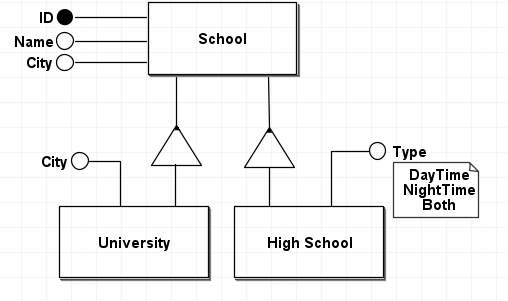 ID
Name
City
School
City
Type
DayTime
NightTime
Both
University
High School